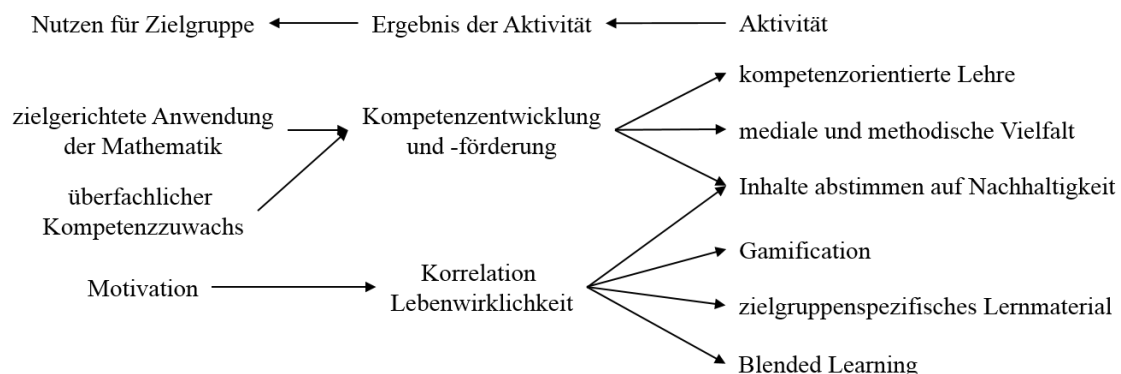 Nutzen für Zielgruppe
Ergebnis der Aktivität
Aktivität
zielgerichtete Anwendung
der Mathematik
überfachlicher
Kompetenzzuwachs
Motivation
Kompetenzentwicklung
und -förderung
Korrelation
Lebenwirklichkeit
kompetenzorientierte Lehre
mediale und methodische Vielfalt
Inhalte abstimmen auf Nachhaltigkeit
Gamification
zielgruppenspezifisches Lernmaterial
Blended Learning